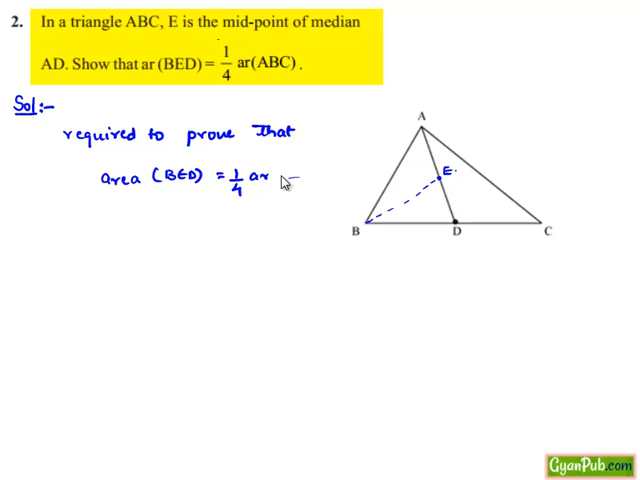 2. In a triangle ABC, E is the mid-point of median
AD. Show that ar (BED) = 1/4 ar(ABC).
Sol:-
required to prove that
area (BED) = 1/4 ar
A
E.
B
D
C
GyanPub.com